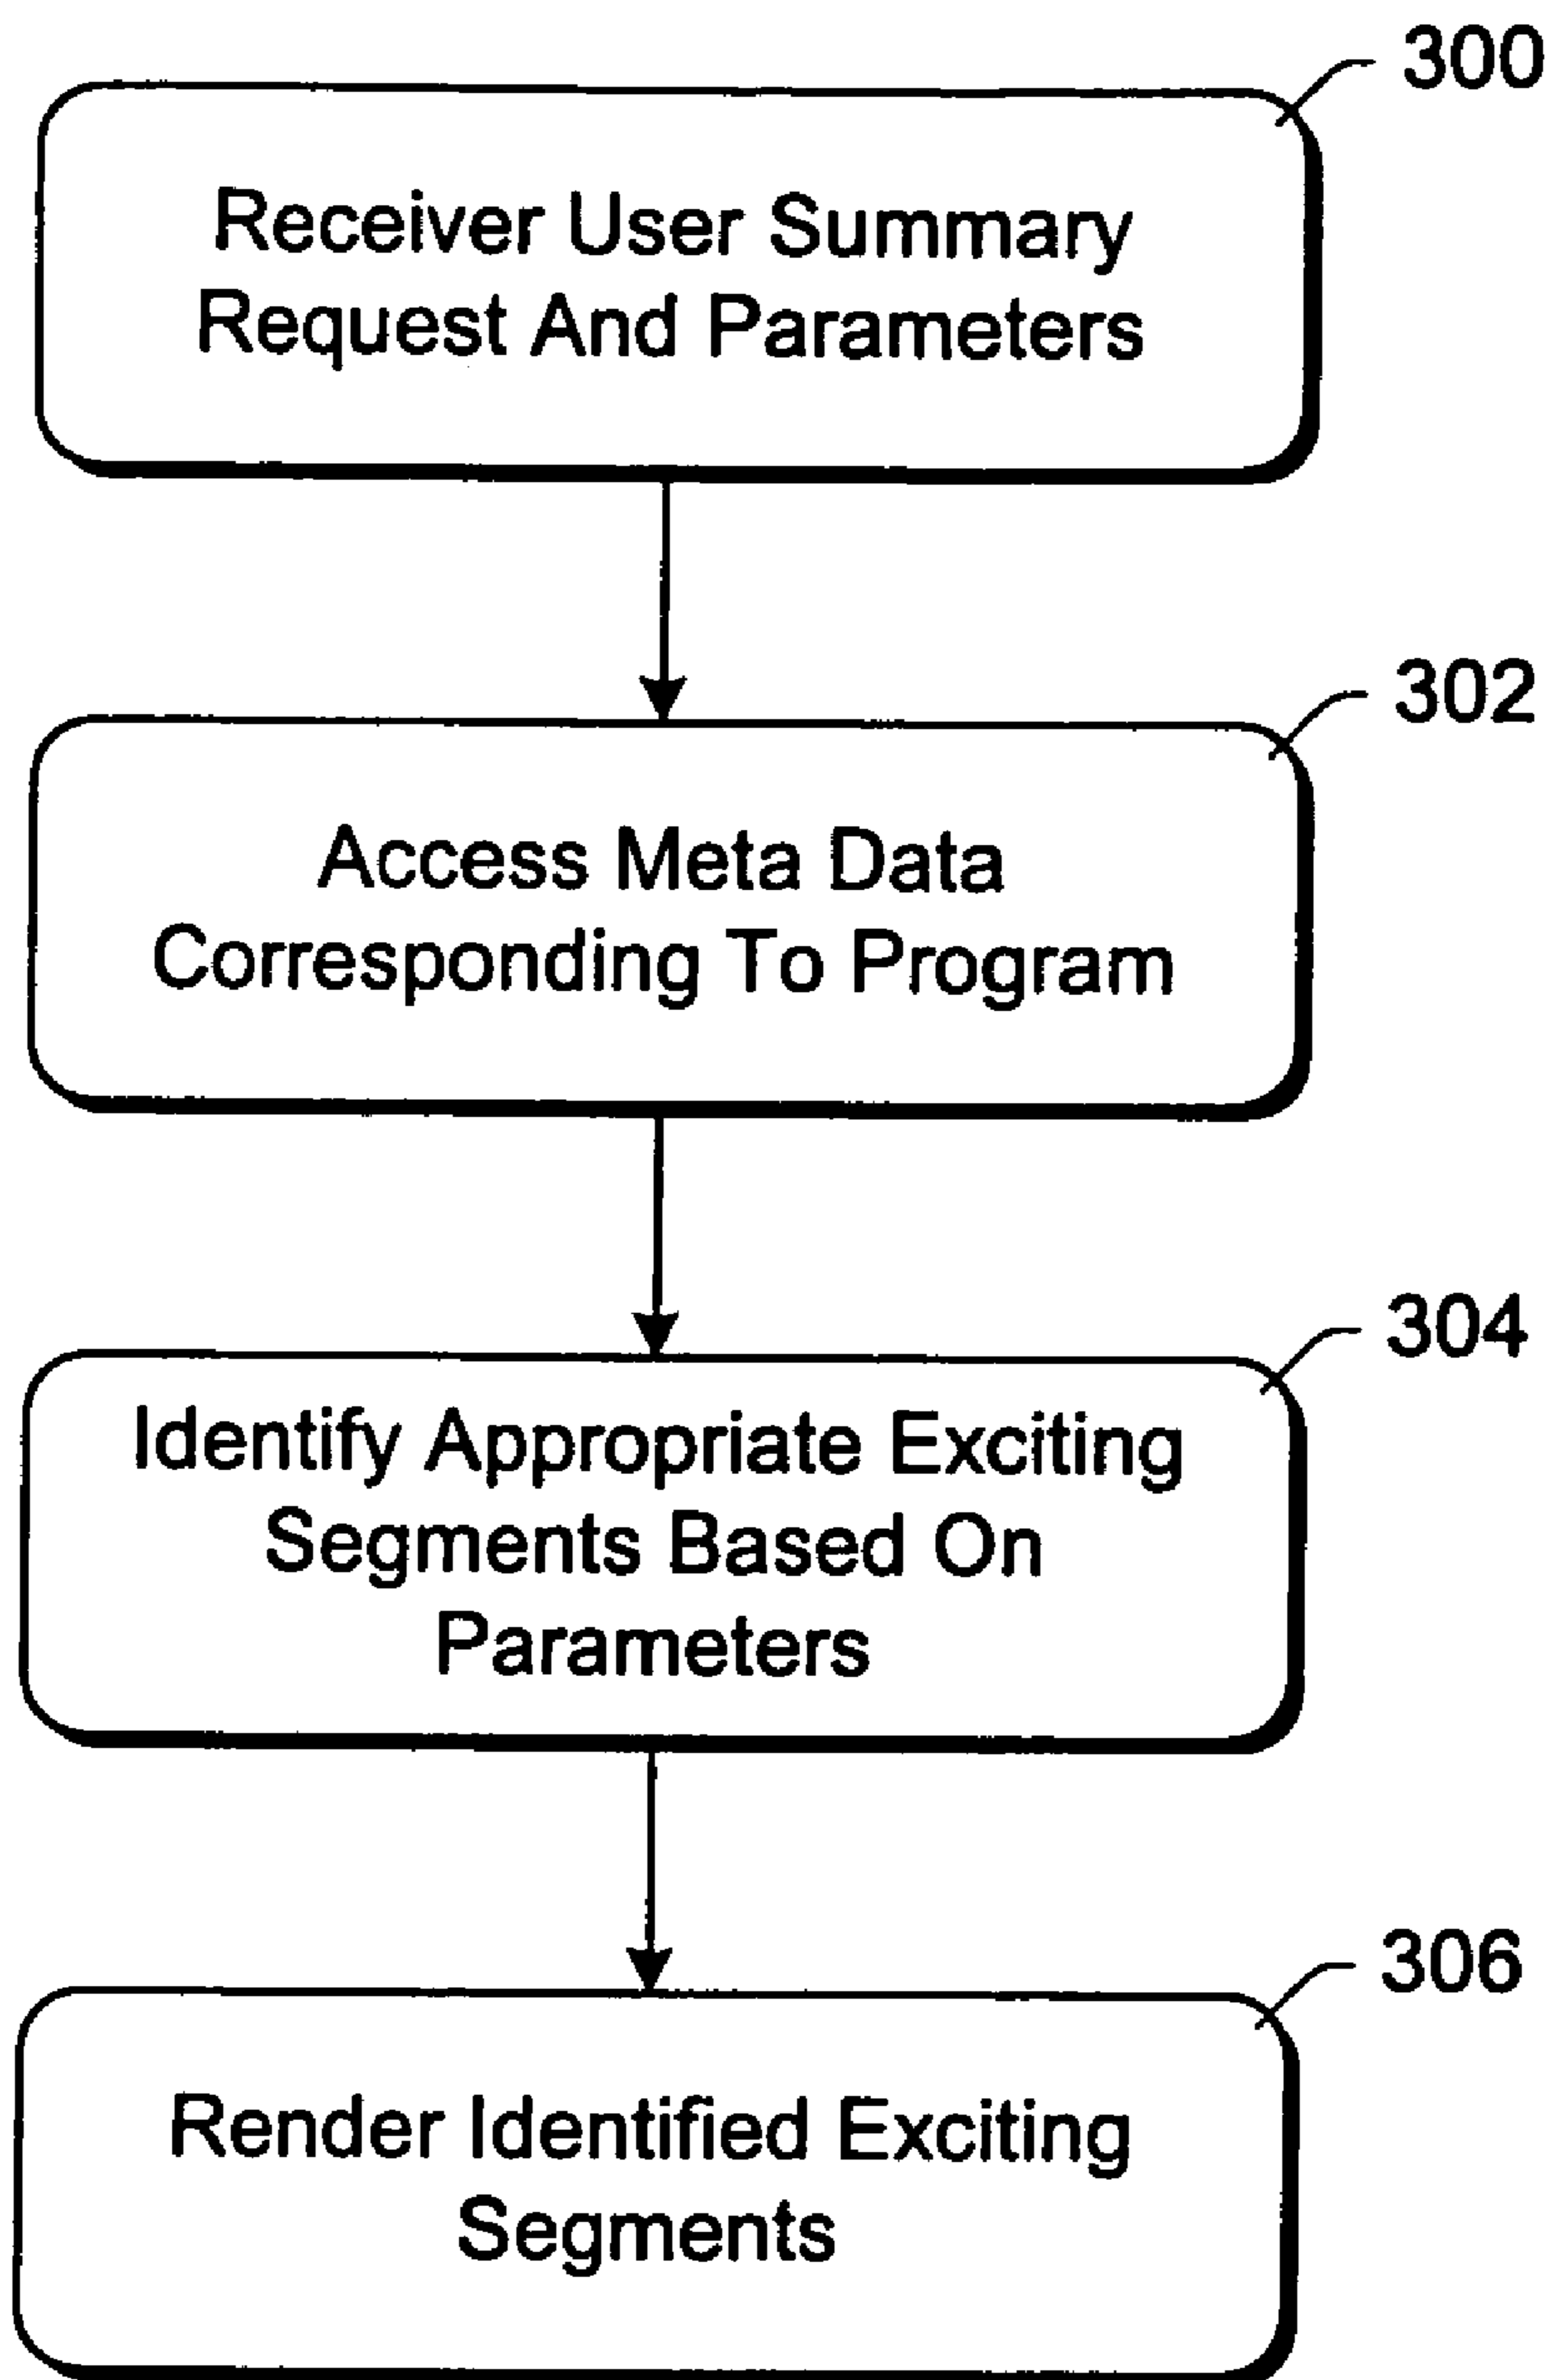 300
Receiver User Summary
Request And Parameters
302
Access Meta Data
Corresponding To Program
304
Identify Appropriate Exciting
Segments Based On
Parameters
306
Render Identified Exciting
Segments